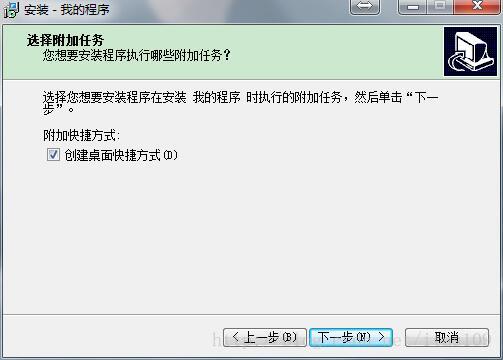 安装 - 我的程序
选择附加任务
您想要安装程序执行哪些附加任务？
选择您想要安装程序在安装 我的程序 时执行的附加任务，然后单击“下一
步”。
附加快捷方式:
创建桌面快捷方式(D)
< 上一步(B)
下一步(N) >
取消